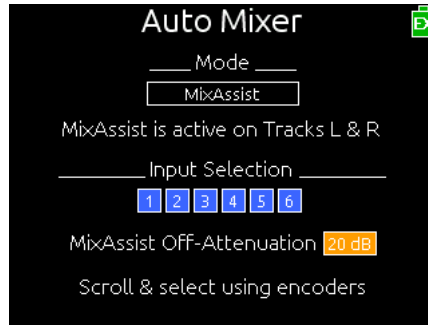 Auto Mixer
Mode
MixAssist
MixAssist is active on Tracks L & R
Input Selection
1 2 3 4 5 6
MixAssist Off-Attenuation 20 dB
Scroll & select using encoders